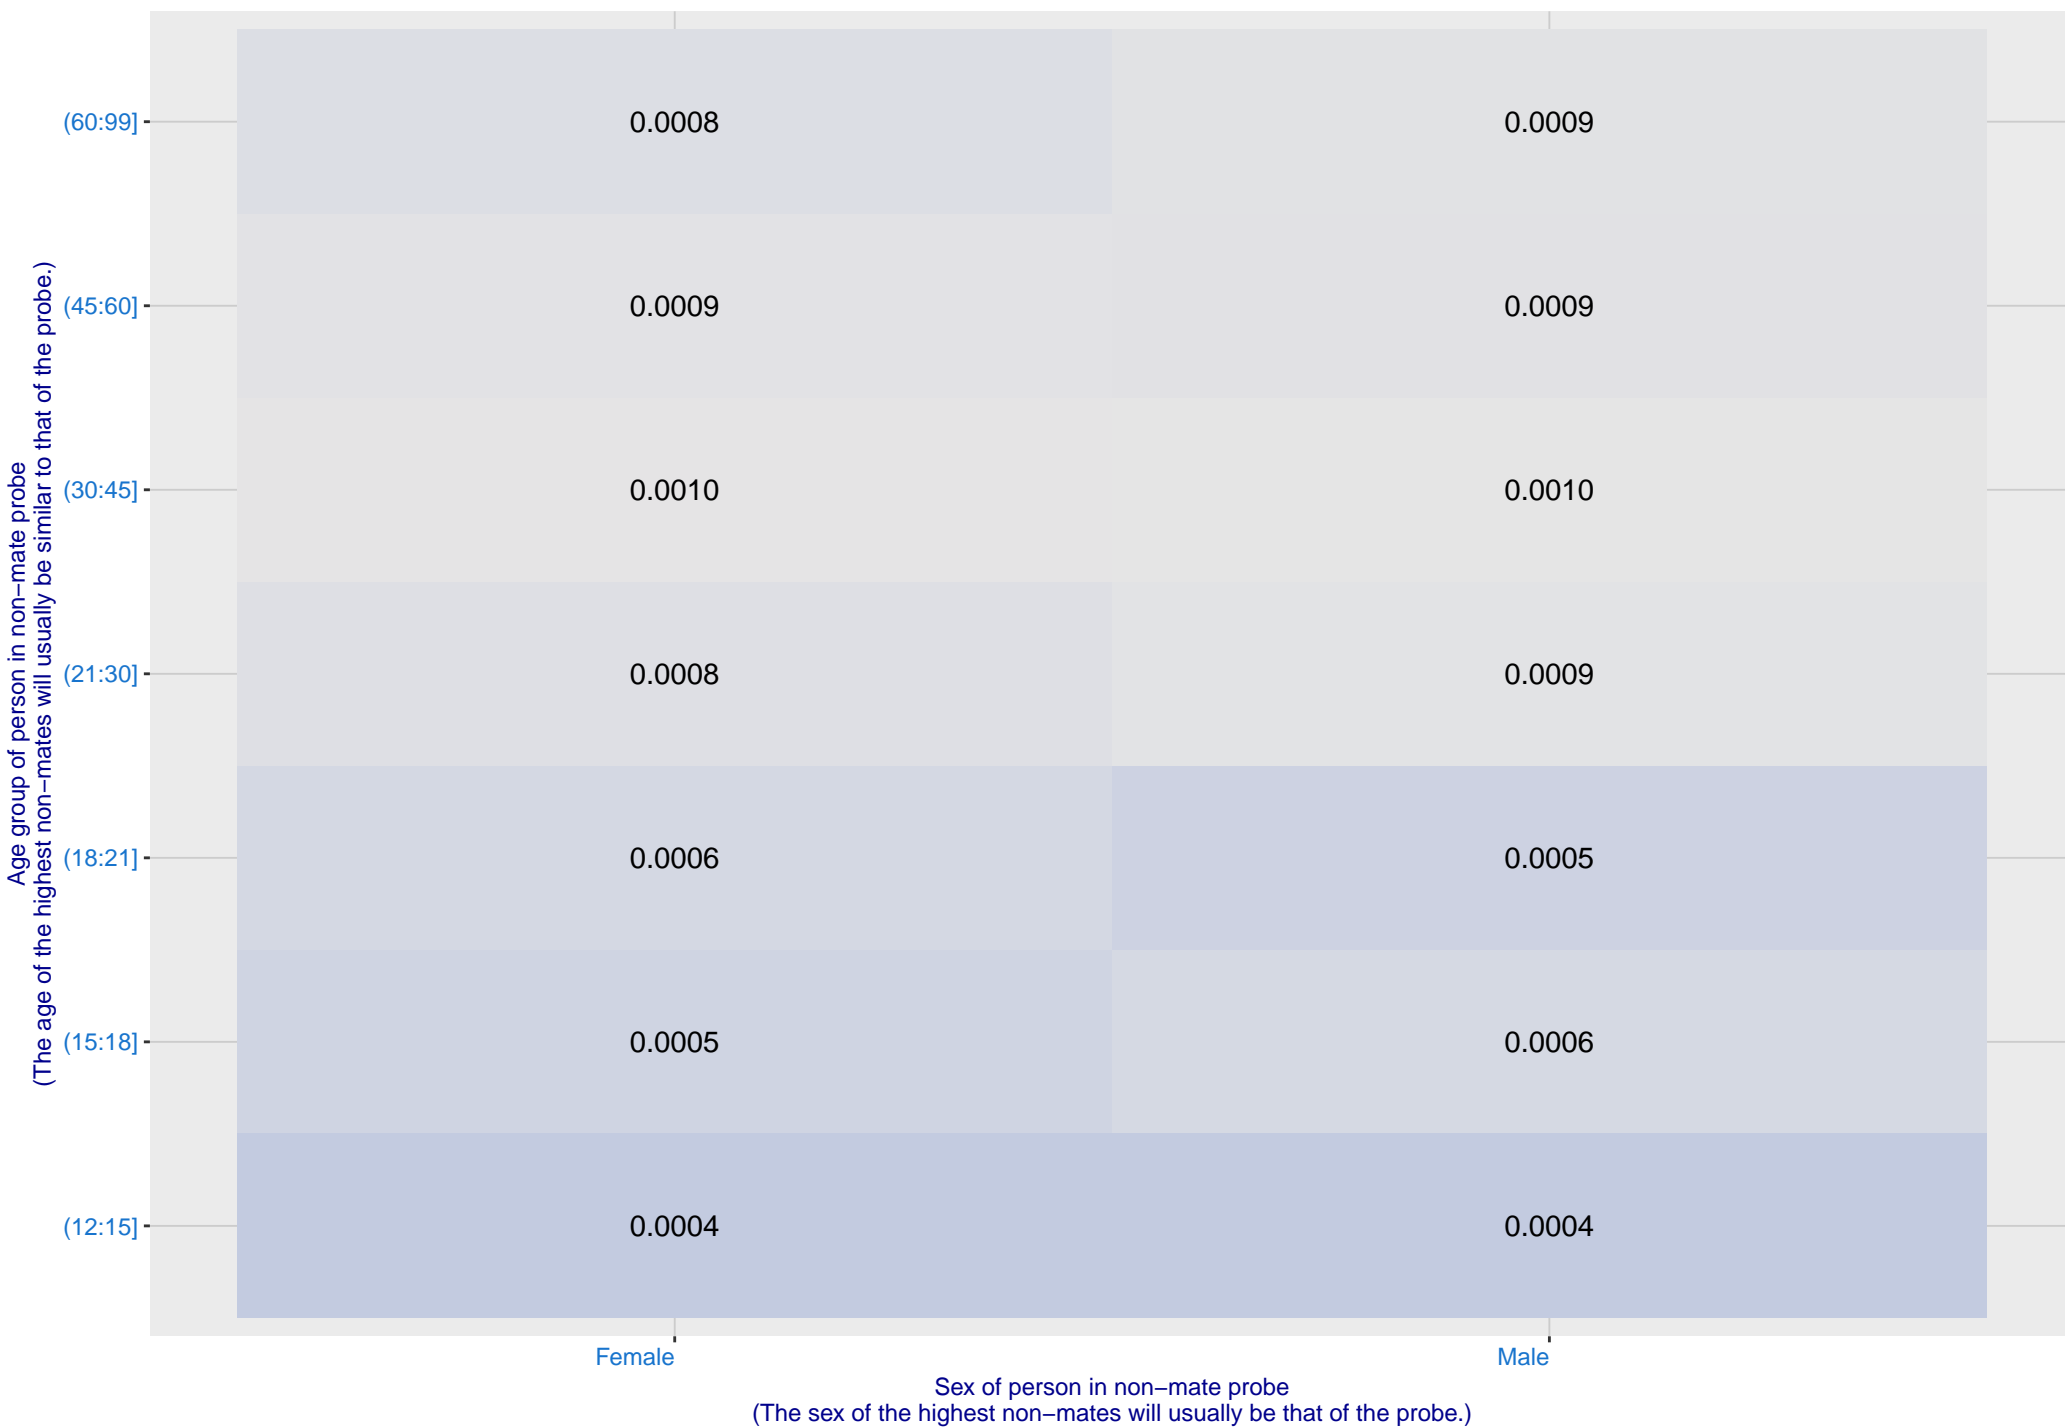 Age group of person in non−mate probe
(The age of the highest non−mates will usually be similar to that of the probe.)
(60:99] 0.0008 0.0009
(45:60] 0.0009 0.0009
(30:45] 0.0010 0.0010
(21:30] 0.0008 0.0009
(18:21] 0.0006 0.0005
(15:18] 0.0005 0.0006
(12:15] 0.0004 0.0004
Female Male
Sex of person in non−mate probe
(The sex of the highest non−mates will usually be that of the probe.)